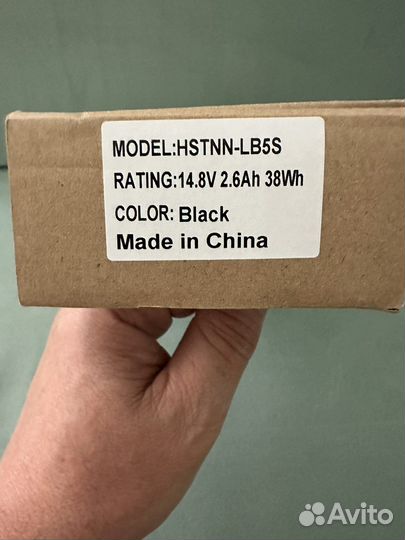 MODEL:HSTNN-LB5S
RATING:14.8V 2.6Ah 38Wh
COLOR: Black
Made in China
Avito